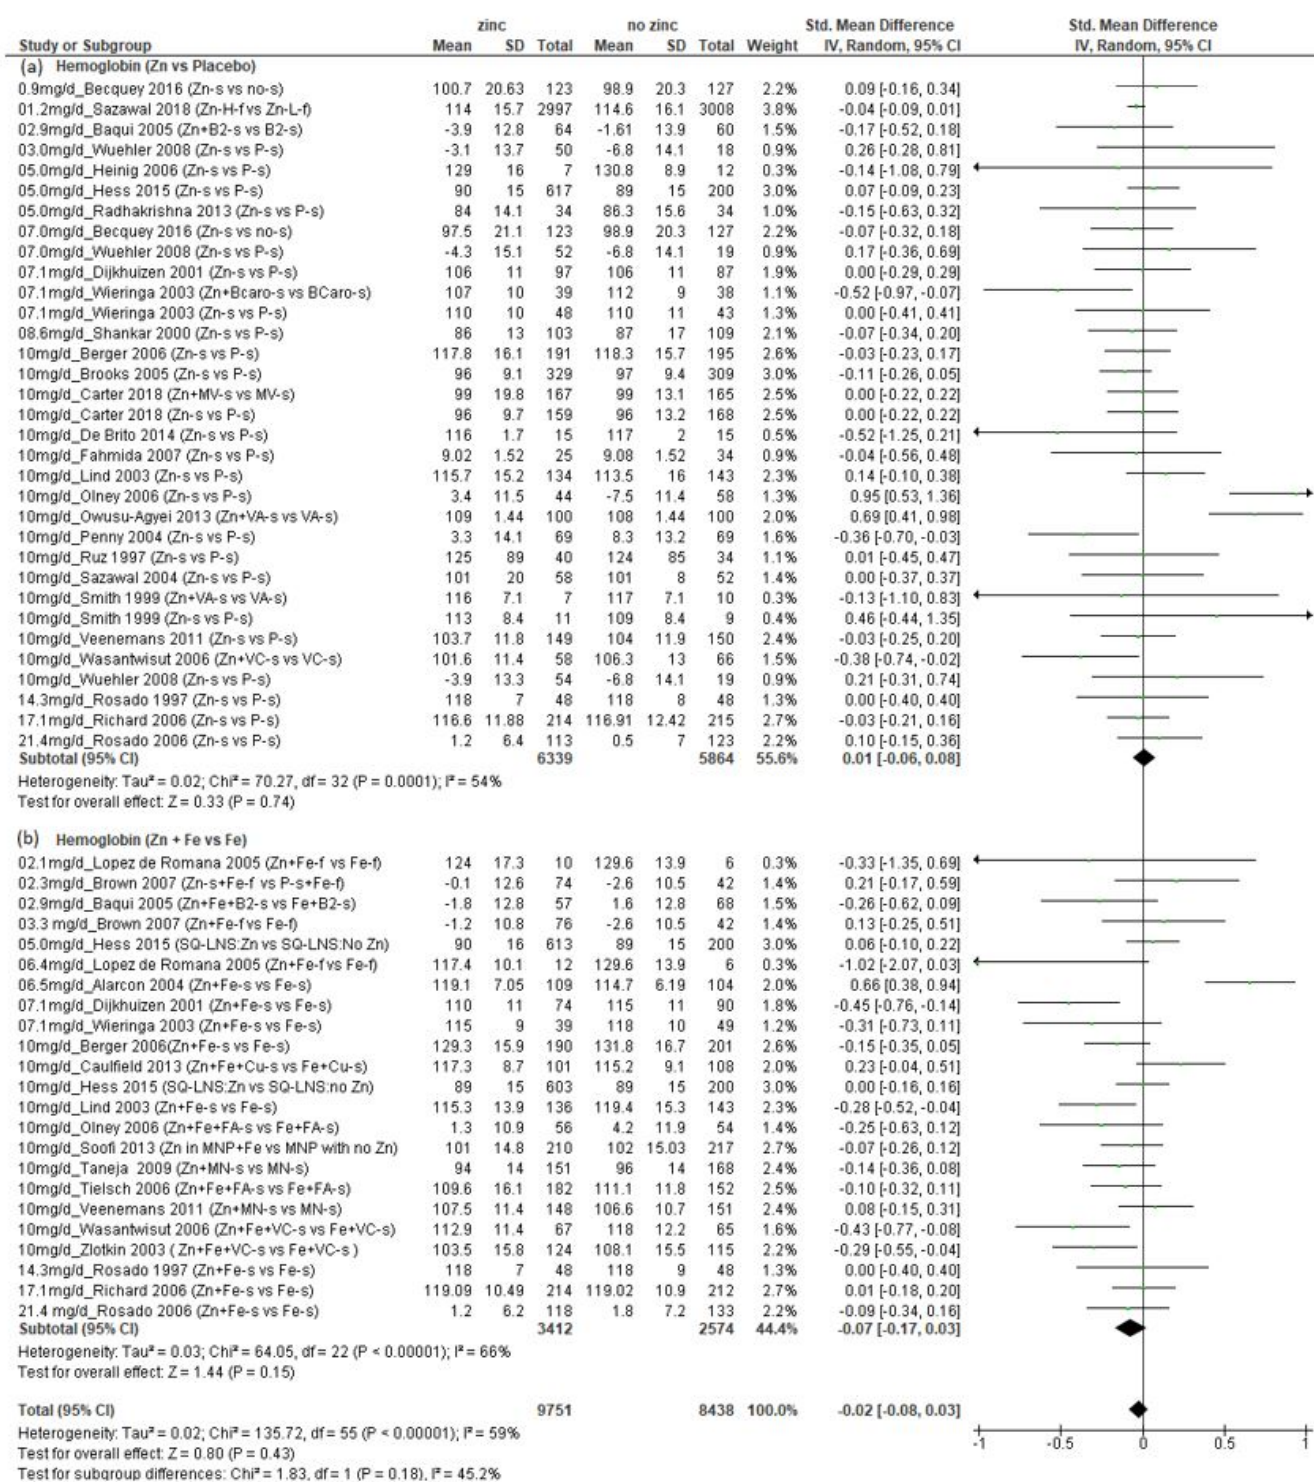 zinc no zinc Std. Mean Difference Std. Mean Difference
Study or Subgroup Mean SD Total Mean SD Total Weight IV, Random, 95% CI IV, Random, 95% CI
(a) Hemoglobin (Zn vs Placebo)
0.9mg/d_Becquey 2016 (Zn-s vs no-s) 100.7 20.63 123 98.9 20.3 127 2.2% 0.09 [-0.16, 0.34]
01.2mg/d_Sazawal 2018 (Zn-H-f vs Zn-L-f) 114 15.7 2997 114.6 16.1 3008 3.8% -0.04 [-0.09, 0.01]
02.9mg/d_Baqui 2005 (Zn+B2-s vs B2-s) -3.9 12.8 64 -1.61 13.9 60 1.5% -0.17 [-0.52, 0.18]
03.0mg/d_Wuehler 2008 (Zn-s vs P-s) -3.1 13.7 50 -6.8 14.1 18 0.9% 0.26 [-0.28, 0.81]
05.0mg/d_Heinig 2006 (Zn-s vs P-s) 129 16 7 130.8 8.9 12 0.3% -0.14 [-1.08, 0.79]
05.0mg/d_Hess 2015 (Zn-s vs P-s) 90 15 617 89 15 200 3.0% 0.07 [-0.09, 0.23]
05.0mg/d_Radhakrishna 2013 (Zn-s vs P-s) 84 14.1 34 86.3 15.6 34 1.0% -0.15 [-0.63, 0.32]
07.0mg/d_Becquey 2016 (Zn-s vs no-s) 97.5 21.1 123 98.9 20.3 127 2.2% -0.07 [-0.32, 0.18]
07.0mg/d_Wuehler 2008 (Zn-s vs P-s) -4.3 15.1 52 -6.8 14.1 19 0.9% 0.17 [-0.36, 0.69]
07.1mg/d_Dijkhuizen 2001 (Zn-s vs P-s) 106 11 97 106 11 87 1.9% 0.00 [-0.29, 0.29]
07.1mg/d_Wieringa 2003 (Zn+Bcaro-s vs BCaro-s) 107 10 39 112 9 38 1.1% -0.52 [-0.97, -0.07]
07.1mg/d_Wieringa 2003 (Zn-s vs P-s) 110 10 48 110 11 43 1.3% 0.00 [-0.41, 0.41]
08.6mg/d_Shankar 2000 (Zn-s vs P-s) 86 13 103 87 17 109 2.1% -0.07 [-0.34, 0.20]
10mg/d_Berger 2006 (Zn-s vs P-s) 117.8 16.1 191 118.3 15.7 195 2.6% -0.03 [-0.23, 0.17]
10mg/d_Brooks 2005 (Zn-s vs P-s) 96 9.1 329 97 9.4 309 3.0% -0.11 [-0.26, 0.05]
10mg/d_Carter 2018 (Zn+MV-s vs MV-s) 99 19.8 167 99 13.1 165 2.5% 0.00 [-0.22, 0.22]
10mg/d_Carter 2018 (Zn-s vs P-s) 96 9.7 159 96 13.2 168 2.5% 0.00 [-0.22, 0.22]
10mg/d_De Brito 2014 (Zn-s vs P-s) 116 1.7 15 117 2 15 0.5% -0.52 [-1.25, 0.21]
10mg/d_Fahmida 2007 (Zn-s vs P-s) 9.02 1.52 25 9.08 1.52 34 0.9% -0.04 [-0.56, 0.48]
10mg/d_Lind 2003 (Zn-s vs P-s) 115.7 15.2 134 113.5 16 143 2.3% 0.14 [-0.10, 0.38]
10mg/d_Olney 2006 (Zn-s vs P-s) 3.4 11.5 44 -7.5 11.4 58 1.3% 0.95 [0.53, 1.36]
10mg/d_Owusu-Agyei 2013 (Zn+VA-s vs VA-s) 109 1.44 100 108 1.44 100 2.0% 0.69 [0.41, 0.98]
10mg/d_Penny 2004 (Zn-s vs P-s) 3.3 14.1 69 8.3 13.2 69 1.6% -0.36 [-0.70, -0.03]
10mg/d_Ruz 1997 (Zn-s vs P-s) 125 89 40 124 85 34 1.1% 0.01 [-0.45, 0.47]
10mg/d_Sazawal 2004 (Zn-s vs P-s) 101 20 58 101 8 52 1.4% 0.00 [-0.37, 0.37]
10mg/d_Smith 1999 (Zn+VA-s vs VA-s) 116 7.1 7 117 7.1 10 0.3% -0.13 [-1.10, 0.83]
10mg/d_Smith 1999 (Zn-s vs P-s) 113 8.4 11 109 8.4 9 0.4% 0.46 [-0.44, 1.35]
10mg/d_Veenemans 2011 (Zn-s vs P-s) 103.7 11.8 149 104 11.9 150 2.4% -0.03 [-0.25, 0.20]
10mg/d_Wasantwisut 2006 (Zn+VC-s vs VC-s) 101.6 11.4 58 106.3 13 66 1.5% -0.38 [-0.74, -0.02]
10mg/d_Wuehler 2008 (Zn-s vs P-s) -3.9 13.3 54 -6.8 14.1 19 0.9% 0.21 [-0.31, 0.74]
14.3mg/d_Rosado 1997 (Zn-s vs P-s) 118 7 48 118 8 48 1.3% 0.00 [-0.40, 0.40]
17.1mg/d_Richard 2006 (Zn-s vs P-s) 116.6 11.88 214 116.91 12.42 215 2.7% -0.03 [-0.21, 0.16]
21.4mg/d_Rosado 2006 (Zn-s vs P-s) 1.2 6.4 113 0.5 7 123 2.2% 0.10 [-0.15, 0.36]
Subtotal (95% CI) 6339 5864 55.6% 0.01 [-0.06, 0.08]
Heterogeneity: Tau² = 0.02; Chi² = 70.27, df = 32 (P = 0.0001); I² = 54%
Test for overall effect: Z = 0.33 (P = 0.74)
(b) Hemoglobin (Zn + Fe vs Fe)
02.1mg/d_Lopez de Romana 2005 (Zn+Fe-f vs Fe-f) 124 17.3 10 129.6 13.9 6 0.3% -0.33 [-1.35, 0.69]
02.3mg/d_Brown 2007 (Zn-s+Fe-f vs P-s+Fe-f) -0.1 12.6 74 -2.6 10.5 42 1.4% 0.21 [-0.17, 0.59]
02.9mg/d_Baqui 2005 (Zn+Fe+B2-s vs Fe+B2-s) -1.8 12.8 57 1.6 12.8 68 1.5% -0.26 [-0.62, 0.09]
03.3 mg/d_Brown 2007 (Zn+Fe-f vs Fe-f) -1.2 10.8 76 -2.6 10.5 42 1.4% 0.13 [-0.25, 0.51]
05.0mg/d_Hess 2015 (SQ-LNS:Zn vs SQ-LNS:No Zn) 90 16 613 89 15 200 3.0% 0.06 [-0.10, 0.22]
06.4mg/d_Lopez de Romana 2005 (Zn+Fe-f vs Fe-f) 117.4 10.1 12 129.6 13.9 6 0.3% -1.02 [-2.07, 0.03]
06.5mg/d_Alarcon 2004 (Zn+Fe-s vs Fe-s) 119.1 7.05 109 114.7 6.19 104 2.0% 0.66 [0.38, 0.94]
07.1mg/d_Dijkhuizen 2001 (Zn+Fe-s vs Fe-s) 110 11 74 115 11 90 1.8% -0.45 [-0.76, -0.14]
07.1mg/d_Wieringa 2003 (Zn+Fe-s vs Fe-s) 115 9 39 118 10 49 1.2% -0.31 [-0.73, 0.11]
10mg/d_Berger 2006(Zn+Fe-s vs Fe-s) 129.3 15.9 190 131.8 16.7 201 2.6% -0.15 [-0.35, 0.05]
10mg/d_Caulfield 2013 (Zn+Fe+Cu-s vs Fe+Cu-s) 117.3 8.7 101 115.2 9.1 108 2.0% 0.23 [-0.04, 0.51]
10mg/d_Hess 2015 (SQ-LNS:Zn vs SQ-LNS:no Zn) 89 15 603 89 15 200 3.0% 0.00 [-0.16, 0.16]
10mg/d_Lind 2003 (Zn+Fe-s vs Fe-s) 115.3 13.9 136 119.4 15.3 143 2.3% -0.28 [-0.52, -0.04]
10mg/d_Olney 2006 (Zn+Fe+FA-s vs Fe+FA-s) 1.3 10.9 56 4.2 11.9 54 1.4% -0.25 [-0.63, 0.12]
10mg/d_Soofi 2013 (Zn in MNP+Fe vs MNP with no Zn) 101 14.8 210 102 15.03 217 2.7% -0.07 [-0.26, 0.12]
10mg/d_Taneja 2009 (Zn+MN-s vs MN-s) 94 14 151 96 14 168 2.4% -0.14 [-0.36, 0.08]
10mg/d_Tielsch 2006 (Zn+Fe+FA-s vs Fe+FA-s) 109.6 16.1 182 111.1 11.8 152 2.5% -0.10 [-0.32, 0.11]
10mg/d_Veenemans 2011 (Zn+MN-s vs MN-s) 107.5 11.4 148 106.6 10.7 151 2.4% 0.08 [-0.15, 0.31]
10mg/d_Wasantwisut 2006 (Zn+Fe+VC-s vs Fe+VC-s) 112.9 11.4 67 118 12.2 65 1.6% -0.43 [-0.77, -0.08]
10mg/d_Zlotkin 2003 ( Zn+Fe+VC-s vs Fe+VC-s ) 103.5 15.8 124 108.1 15.5 115 2.2% -0.29 [-0.55, -0.04]
14.3mg/d_Rosado 1997 (Zn+Fe-s vs Fe-s) 118 7 48 118 9 48 1.3% 0.00 [-0.40, 0.40]
17.1mg/d_Richard 2006 (Zn+Fe-s vs Fe-s) 119.09 10.49 214 119.02 10.9 212 2.7% 0.01 [-0.18, 0.20]
21.4 mg/d_Rosado 2006 (Zn+Fe-s vs Fe-s) 1.2 6.2 118 1.8 7.2 133 2.2% -0.09 [-0.34, 0.16]
Subtotal (95% CI) 3412 2574 44.4% -0.07 [-0.17, 0.03]
Heterogeneity: Tau² = 0.03; Chi² = 64.05, df = 22 (P < 0.00001); I² = 66%
Test for overall effect: Z = 1.44 (P = 0.15)
Total (95% CI) 9751 8438 100.0% -0.02 [-0.08, 0.03]
Heterogeneity: Tau² = 0.02; Chi² = 135.72, df = 55 (P < 0.00001); I² = 59%
Test for overall effect: Z = 0.80 (P = 0.43)
Test for subgroup differences: Chi² = 1.83, df = 1 (P = 0.18), I² = 45.2%
-1 -0.5 0 0.5 1